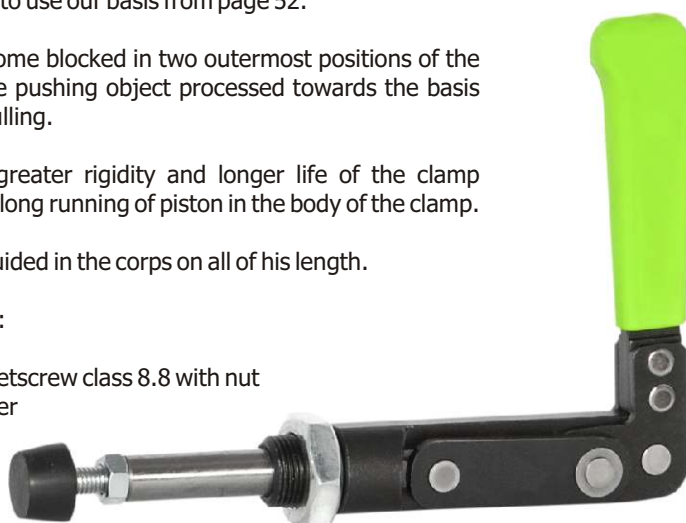 to use our basis from page 52.
ome blocked in two outermost positions of the
e pushing object processed towards the basis
ulling.
greater rigidity and longer life of the clamp
long running of piston in the body of the clamp.
uided in the corps on all of his length.
:
etscrew class 8.8 with nut
er